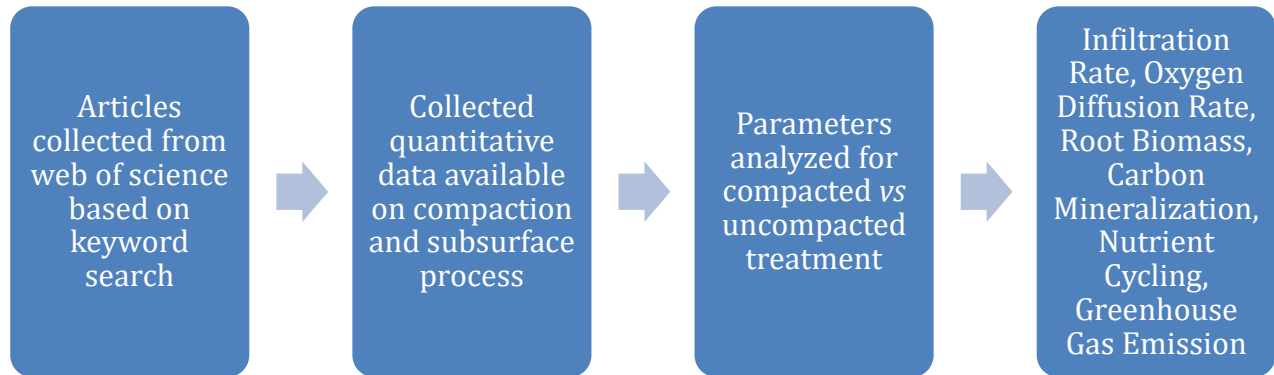 Articles
collected from
web of science
based on
keyword
search
Collected
quantitative
data available
on compaction
and subsurface
process
Parameters
analyzed for
compacted vs
uncompacted
treatment
Infiltration
Rate, Oxygen
Diffusion Rate,
Root Biomass,
Carbon
Mineralization,
Nutrient
Cycling,
Greenhouse
Gas Emission